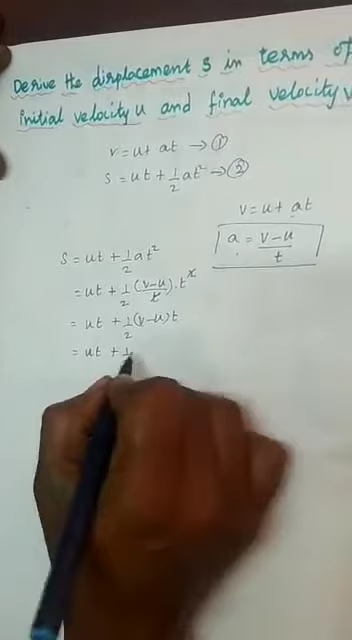 Derive the displacement S in terms of
initial velocity u and final velocity v
v = u + at → ①
s = ut + 1/2 at² → ②
v = u + at
a = (v-u)/t
S = ut + 1/2 at²
= ut + 1/2 (v-u)/t · t²
= ut + 1/2 (v-u)t
= ut + 1/2